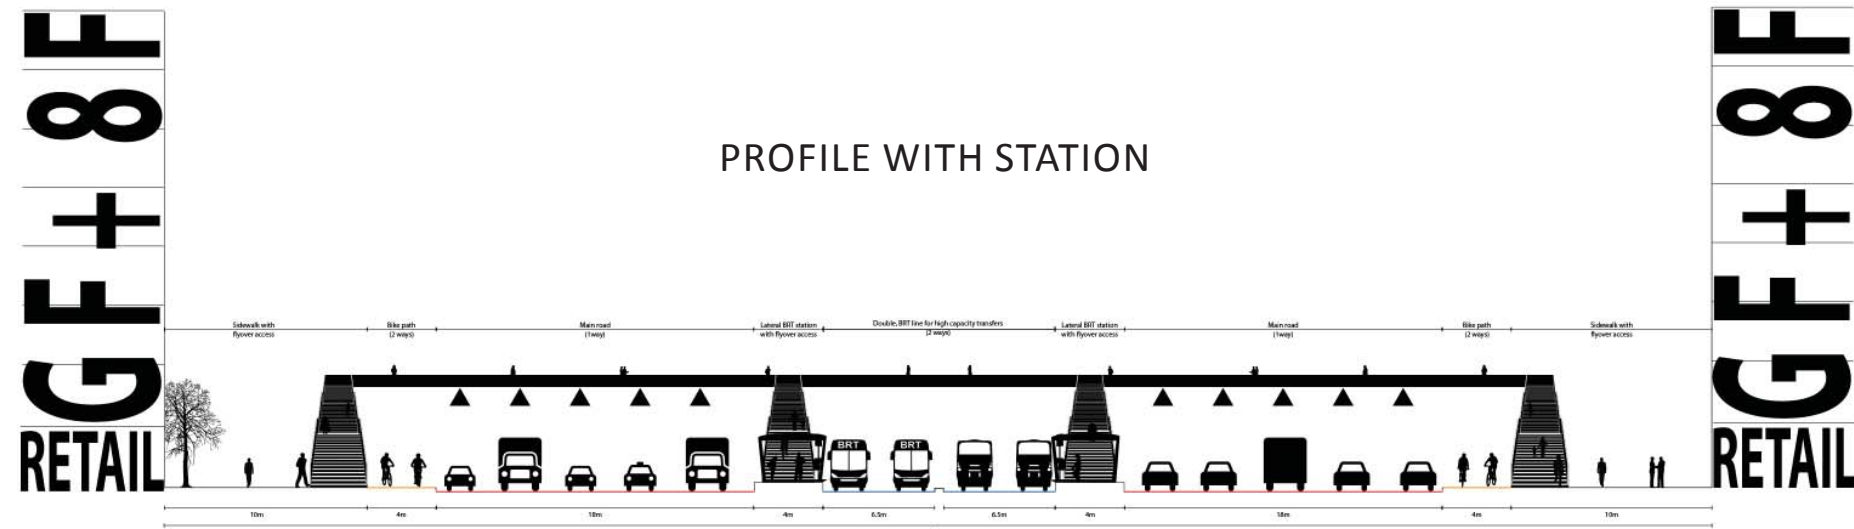 GF + 8F
RETAIL
PROFILE WITH STATION
GF + 8F
RETAIL
Sidewalk with
flyover access
Bike path
(2 ways)
Main road
(1way)
Lateral BRT station
with flyover access
Double, BRT line for high capacity transfers
(2 ways)
Lateral BRT station
with flyover access
Main road
(1way)
Bike path
(2 ways)
Sidewalk with
flyover access
BRT
BRT
10m
4m
18m
4m
6.5m
6.5m
4m
18m
4m
10m